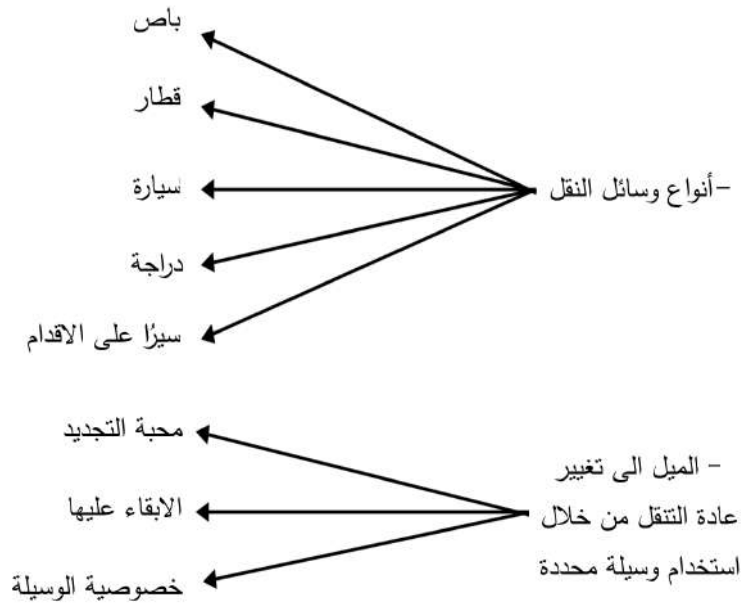 -أنواع وسائل النقل
باص
قطار
سيارة
دراجة
سيرًا على الاقدام
- الميل الى تغيير
عادة التنقل من خلال
استخدام وسيلة محددة
محبة التجديد
الابقاء عليها
خصوصية الوسيلة